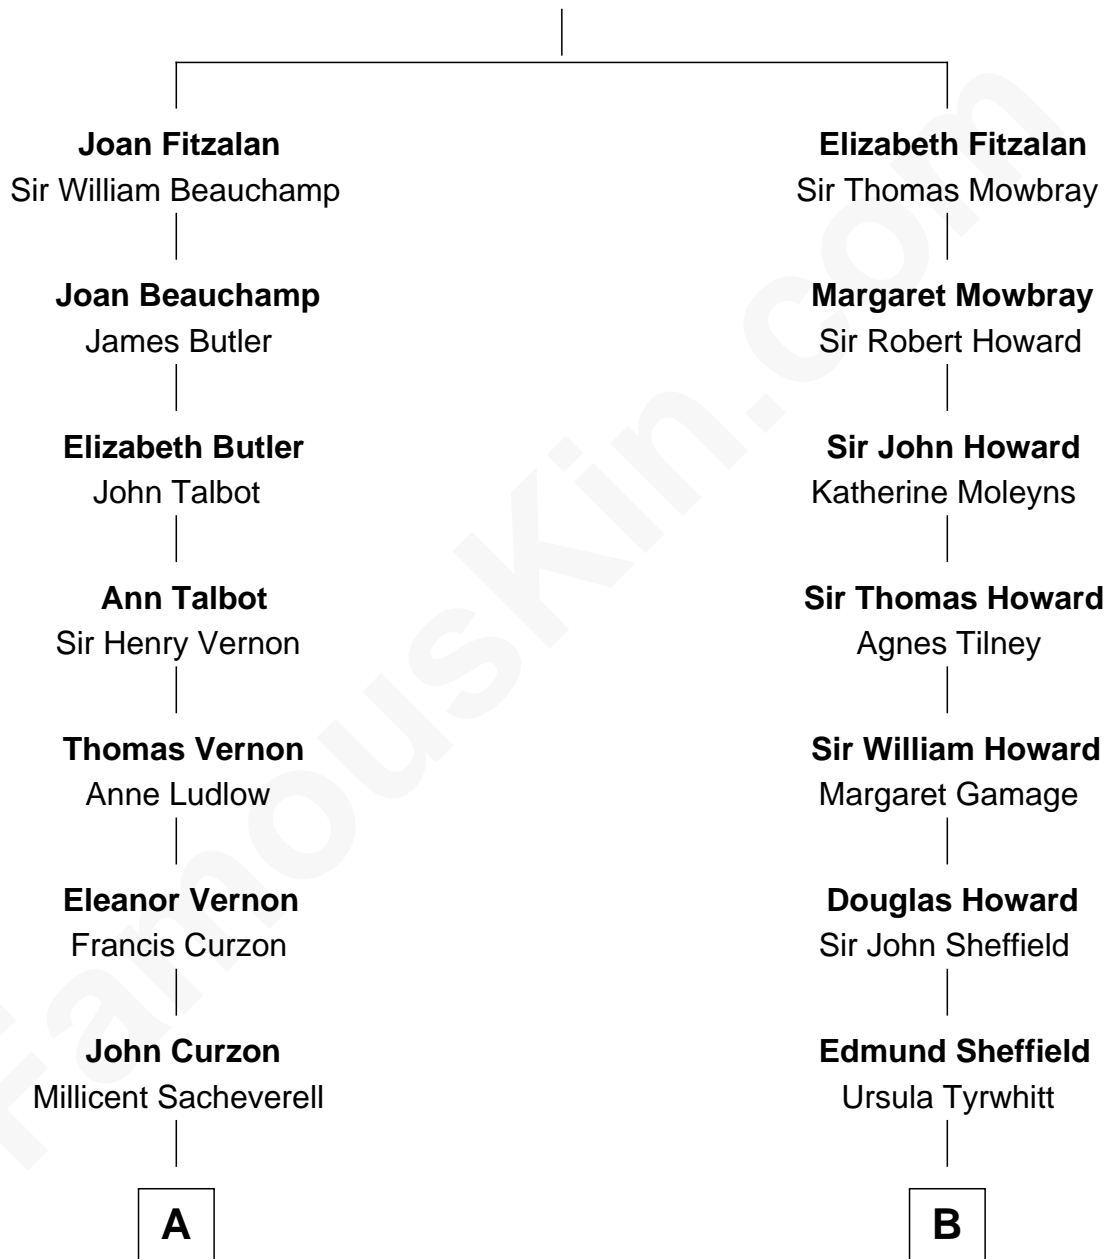 Joan Fitzalan
Sir William Beauchamp
Joan Beauchamp
James Butler
Elizabeth Butler
John Talbot
Ann Talbot
Sir Henry Vernon
Thomas Vernon
Anne Ludlow
Eleanor Vernon
Francis Curzon
John Curzon
Millicent Sacheverell
A
Elizabeth Fitzalan
Sir Thomas Mowbray
Margaret Mowbray
Sir Robert Howard
Sir John Howard
Katherine Moleyns
Sir Thomas Howard
Agnes Tilney
Sir William Howard
Margaret Gamage
Douglas Howard
Sir John Sheffield
Edmund Sheffield
Ursula Tyrwhitt
B
FamousKin.com